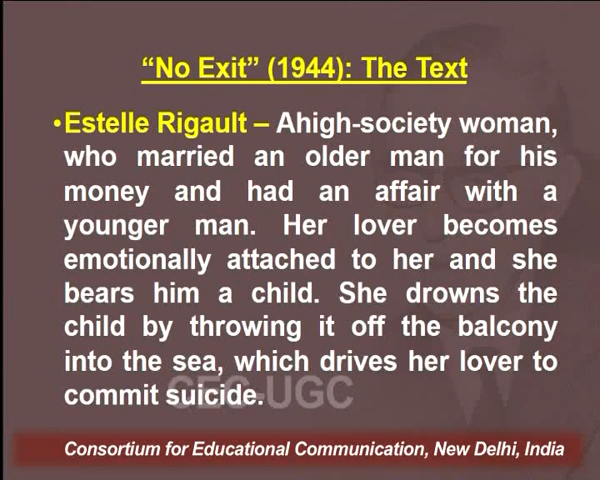 “No Exit” (1944): The Text
•Estelle Rigault – Ahigh-society woman,
who married an older man for his
money and had an affair with a
younger man. Her lover becomes
emotionally attached to her and she
bears him a child. She drowns the
child by throwing it off the balcony
into the sea, which drives her lover to
commit suicide.
CEC-UGC
Consortium for Educational Communication, New Delhi, India